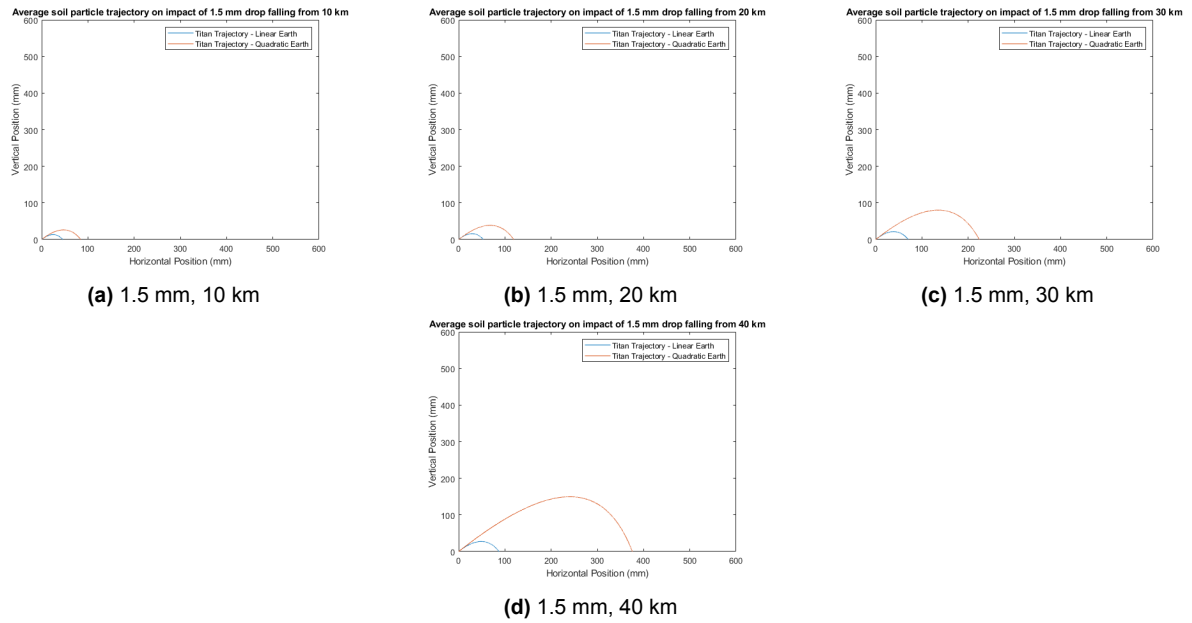 Average soil particle trajectory on impact of 1.5 mm drop falling from 10 km
600
500
400
300
200
100
0
Vertical Position (mm)
Titan Trajectory - Linear Earth
Titan Trajectory - Quadratic Earth
0 100 200 300 400 500 600
Horizontal Position (mm)
(a) 1.5 mm, 10 km
Average soil particle trajectory on impact of 1.5 mm drop falling from 20 km
600
500
400
300
200
100
0
Vertical Position (mm)
Titan Trajectory - Linear Earth
Titan Trajectory - Quadratic Earth
0 100 200 300 400 500 600
Horizontal Position (mm)
(b) 1.5 mm, 20 km
Average soil particle trajectory on impact of 1.5 mm drop falling from 30 km
600
500
400
300
200
100
0
Vertical Position (mm)
Titan Trajectory - Linear Earth
Titan Trajectory - Quadratic Earth
0 100 200 300 400 500 600
Horizontal Position (mm)
(c) 1.5 mm, 30 km
Average soil particle trajectory on impact of 1.5 mm drop falling from 40 km
600
500
400
300
200
100
0
Vertical Position (mm)
Titan Trajectory - Linear Earth
Titan Trajectory - Quadratic Earth
0 100 200 300 400 500 600
Horizontal Position (mm)
(d) 1.5 mm, 40 km